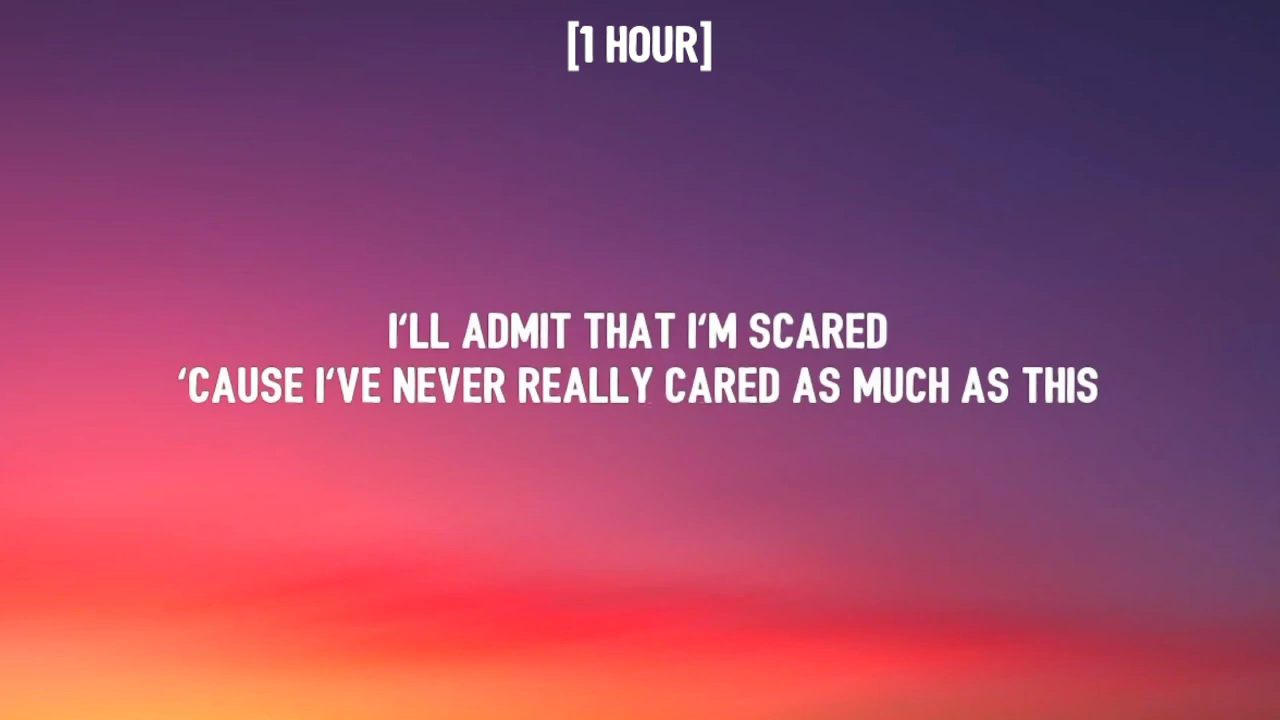 [1 HOUR]
I'LL ADMIT THAT I'M SCARED
'CAUSE I'VE NEVER REALLY CARED AS MUCH AS THIS